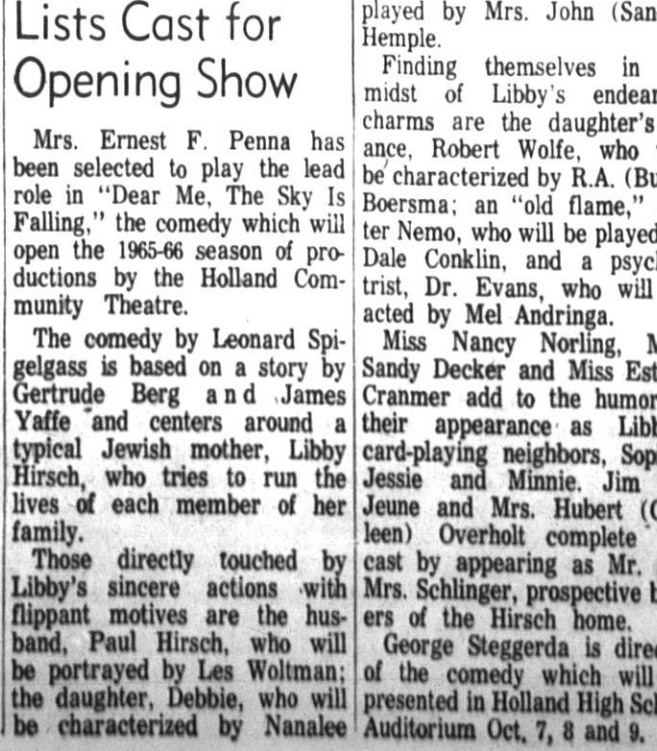 Lists Cast for
Opening Show
Mrs. Ernest F. Penna has
been selected to play the lead
role in "Dear Me, The Sky Is
Falling," the comedy which will
open the 1965-66 season of pro-
ductions by the Holland Com-
munity Theatre.
The comedy by Leonard Spi-
gelgass is based on a story by
Gertrude Berg and James
Yaffe and centers around a
typical Jewish mother, Libby
Hirsch, who tries to run the
lives of each member of her
family.
Those directly touched by
Libby's sincere actions with
flippant motives are the hus-
band, Paul Hirsch, who will
be portrayed by Les Woltman;
the daughter, Debbie, who will
be characterized by Nanalee
played by Mrs. John (San
Hemple.
Finding themselves in
midst of Libby's endear
charms are the daughter's
ance, Robert Wolfe, who
be characterized by R.A. (Bu
Boersma; an "old flame,"
ter Nemo, who will be played
Dale Conklin, and a psyc
trist, Dr. Evans, who will
acted by Mel Andringa.
Miss Nancy Norling, M
Sandy Decker and Miss Est
Cranmer add to the humor
their appearance as Libb
card-playing neighbors, Sop
Jessie and Minnie. Jim
Jeune and Mrs. Hubert (C
leen) Overholt complete
cast by appearing as Mr.
Mrs. Schlinger, prospective b
ers of the Hirsch home.
George Steggerda is direc
of the comedy which will
presented in Holland High Sch
Auditorium Oct. 7, 8 and 9.